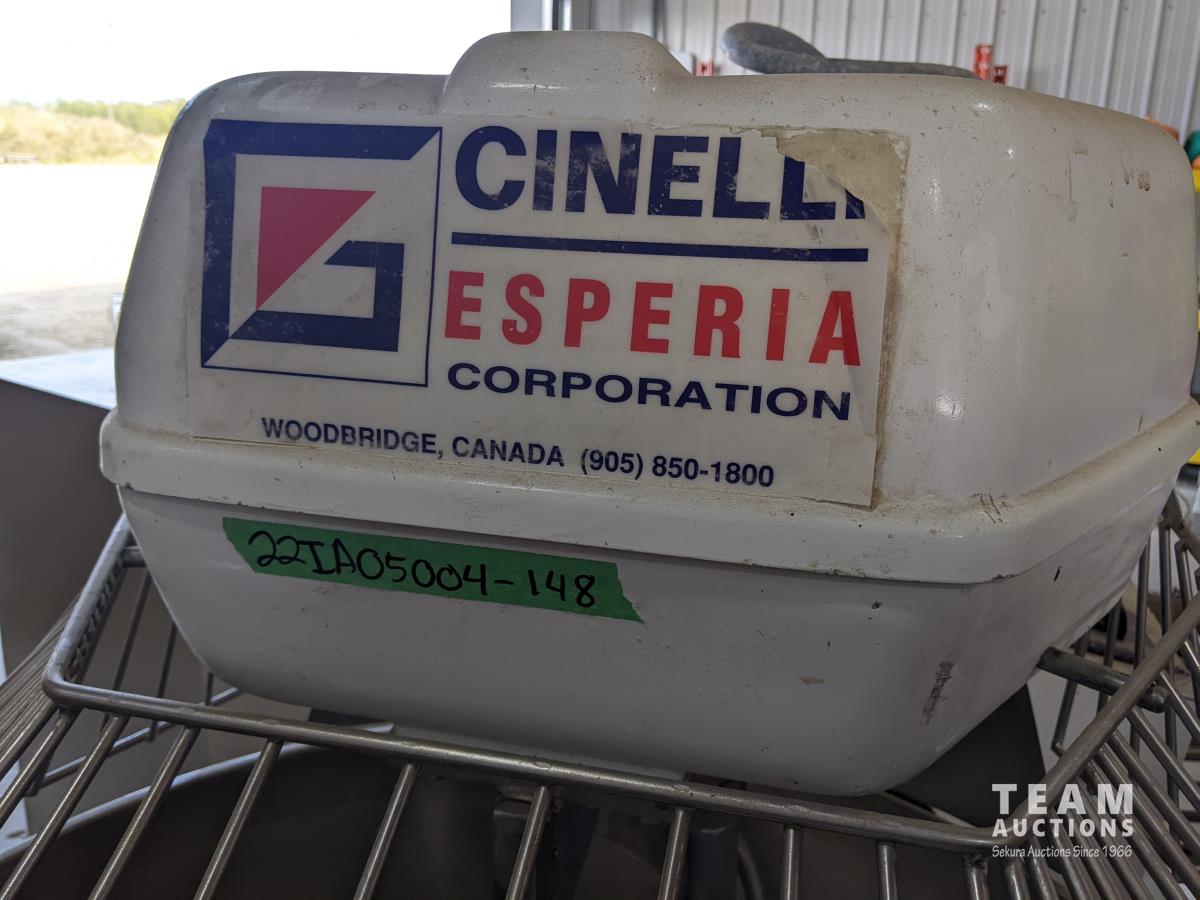 CINELLI
ESPERIA
CORPORATION
WOODBRIDGE, CANADA (905) 850-1800
22IA05004-148
TEAM
AUCTIONS
Sekura Auctions Since 1966